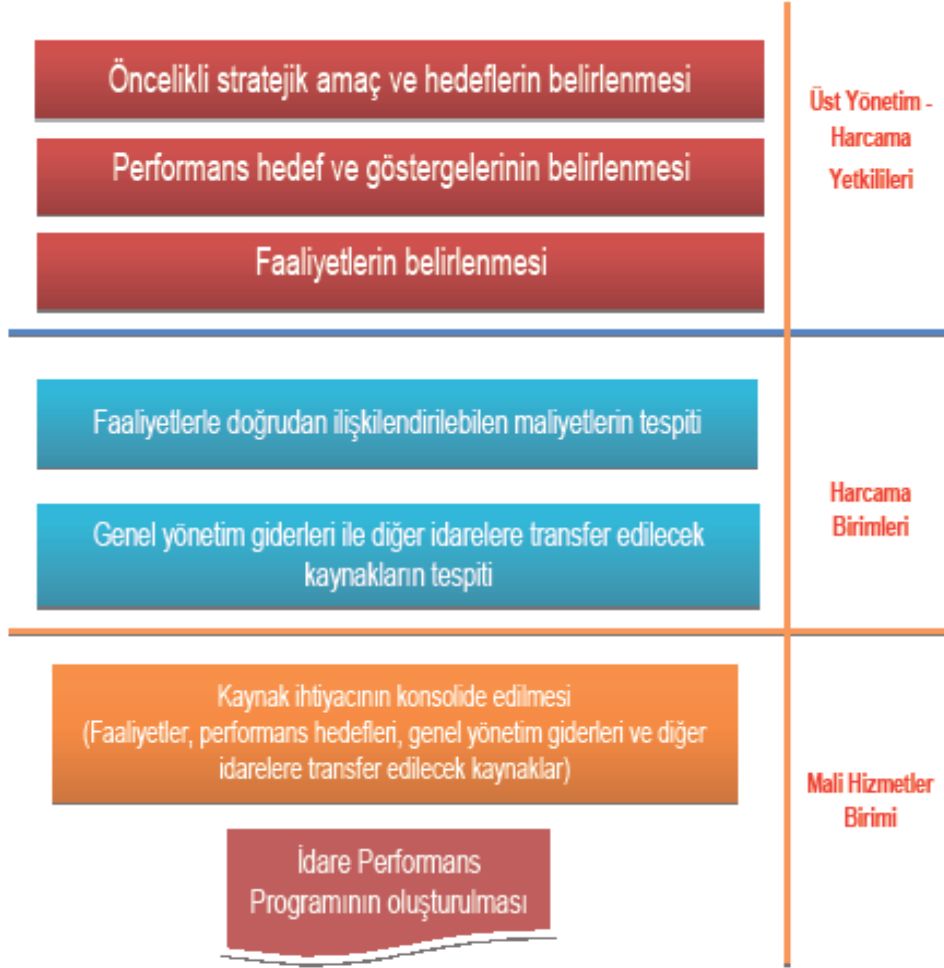 Öncelikli stratejik amaç ve hedeflerin belirlenmesi
Performans hedef ve göstergelerinin belirlenmesi
Faaliyetlerin belirlenmesi
Üst Yönetim -
Harcama
Yetkilileri
Faaliyetlerle doğrudan ilişkilendirilebilen maliyetlerin tespiti
Genel yönetim giderleri ile diğer idarelere transfer edilecek
kaynakların tespiti
Harcama
Birimleri
Kaynak ihtiyacının konsolide edilmesi
(Faaliyetler, performans hedefleri, genel yönetim giderleri ve diğer
idarelere transfer edilecek kaynaklar)
İdare Performans
Programının oluşturulması
Mali Hizmetler
Birimi